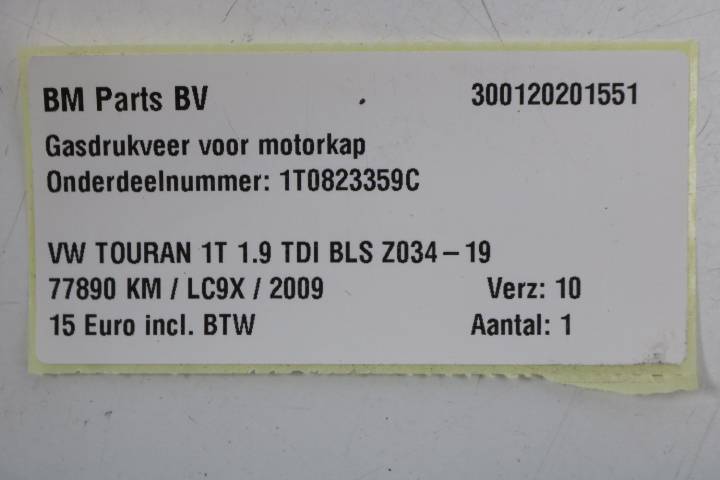 BM Parts BV 300120201551
Gasdrukveer voor motorkap
Onderdeelnummer: 1T0823359C
VW TOURAN 1T 1.9 TDI BLS Z034-19
77890 KM / LC9X / 2009 Verz: 10
15 Euro incl. BTW Aantal: 1